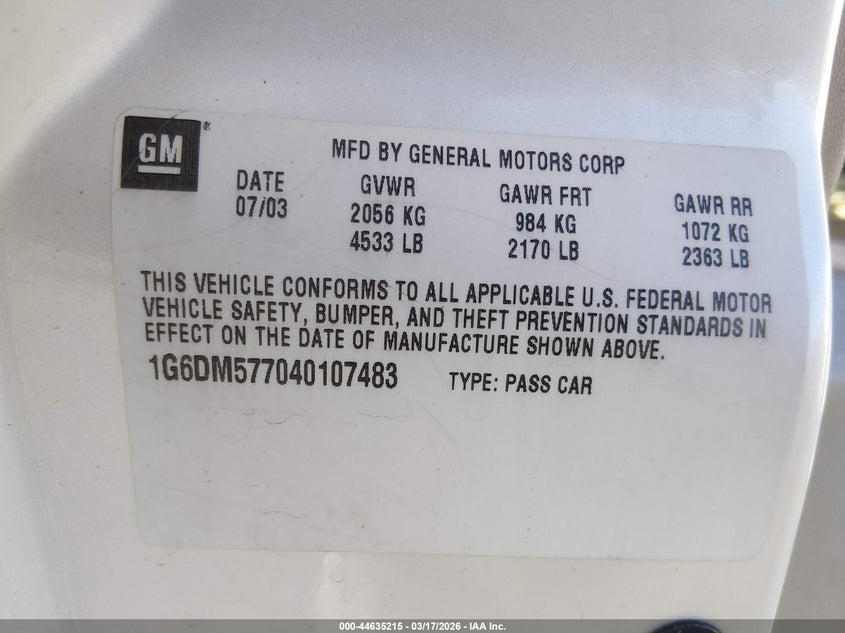 GM®
MFD BY GENERAL MOTORS CORP
DATE GVWR GAWR FRT GAWR RR
07/03 2056 KG 984 KG 1072 KG
4533 LB 2170 LB 2363 LB
THIS VEHICLE CONFORMS TO ALL APPLICABLE U.S. FEDERAL MOTOR
VEHICLE SAFETY, BUMPER, AND THEFT PREVENTION STANDARDS IN
EFFECT ON THE DATE OF MANUFACTURE SHOWN ABOVE.
1G6DM577040107483 TYPE: PASS CAR
000-44635215 - 03/17/2026 - IAA Inc.